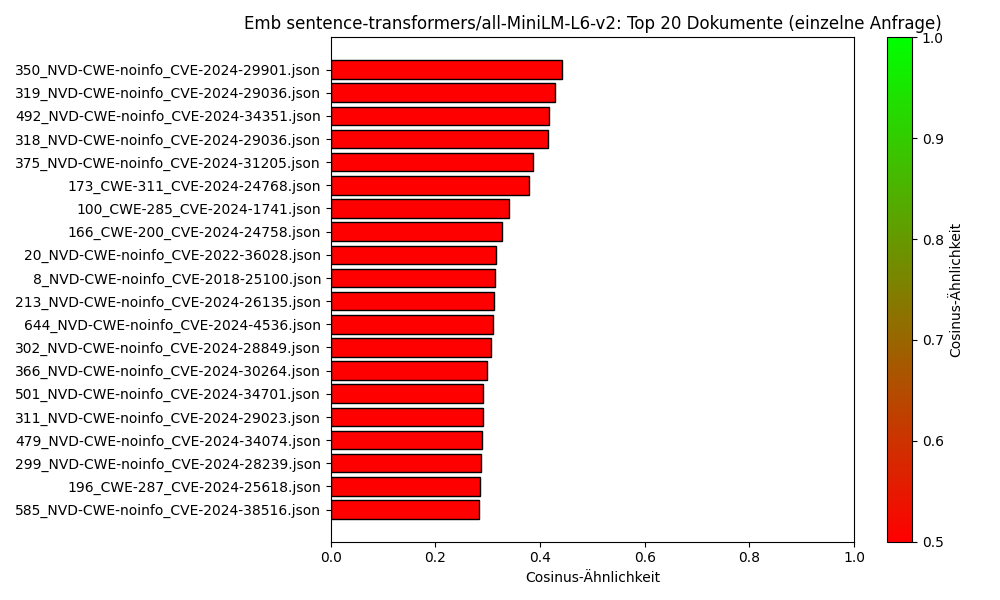 Emb sentence-transformers/all-MiniLM-L6-v2: Top 20 Dokumente (einzelne Anfrage)
350_NVD-CWE-noinfo_CVE-2024-29901.json
319_NVD-CWE-noinfo_CVE-2024-29036.json
492_NVD-CWE-noinfo_CVE-2024-34351.json
318_NVD-CWE-noinfo_CVE-2024-29036.json
375_NVD-CWE-noinfo_CVE-2024-31205.json
173_CWE-311_CVE-2024-24768.json
100_CWE-285_CVE-2024-1741.json
166_CWE-200_CVE-2024-24758.json
20_NVD-CWE-noinfo_CVE-2022-36028.json
8_NVD-CWE-noinfo_CVE-2018-25100.json
213_NVD-CWE-noinfo_CVE-2024-26135.json
644_NVD-CWE-noinfo_CVE-2024-4536.json
302_NVD-CWE-noinfo_CVE-2024-28849.json
366_NVD-CWE-noinfo_CVE-2024-30264.json
501_NVD-CWE-noinfo_CVE-2024-34701.json
311_NVD-CWE-noinfo_CVE-2024-29023.json
479_NVD-CWE-noinfo_CVE-2024-34074.json
299_NVD-CWE-noinfo_CVE-2024-28239.json
196_CWE-287_CVE-2024-25618.json
585_NVD-CWE-noinfo_CVE-2024-38516.json
0.0 0.2 0.4 0.6 0.8 1.0
Cosinus-Ähnlichkeit
1.0
0.9
0.8
0.7
0.6
0.5
Cosinus-Ähnlichkeit